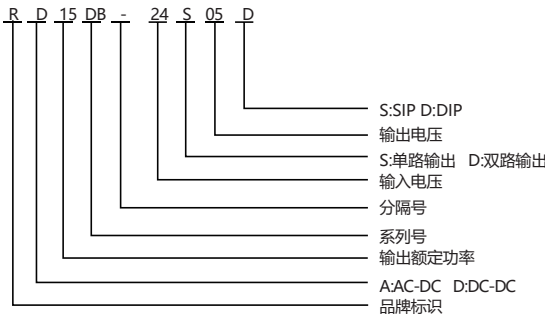 R D 15 DB - 24 S 05 D
S:SIP D:DIP
输出电压
S:单路输出 D:双路输出
输入电压
分隔号
系列号
输出额定功率
A:AC-DC D:DC-DC
品牌标识